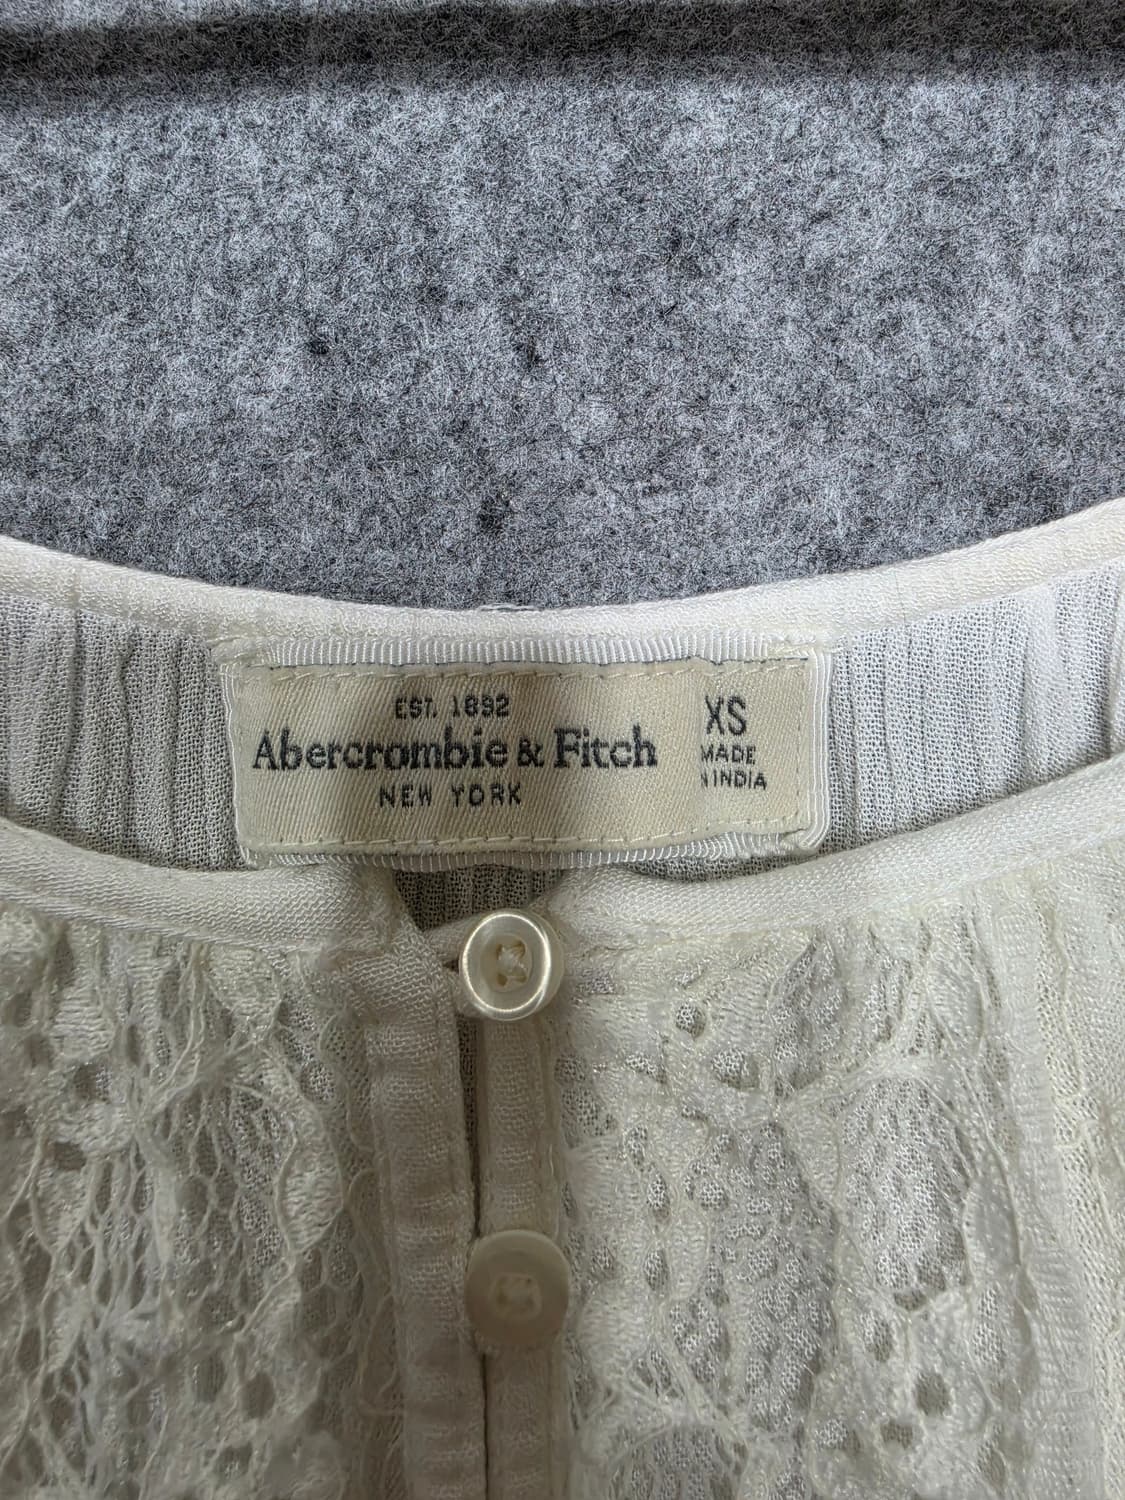 EST. 1892
Abercrombie & Fitch
NEW YORK
XS
MADE
IN INDIA